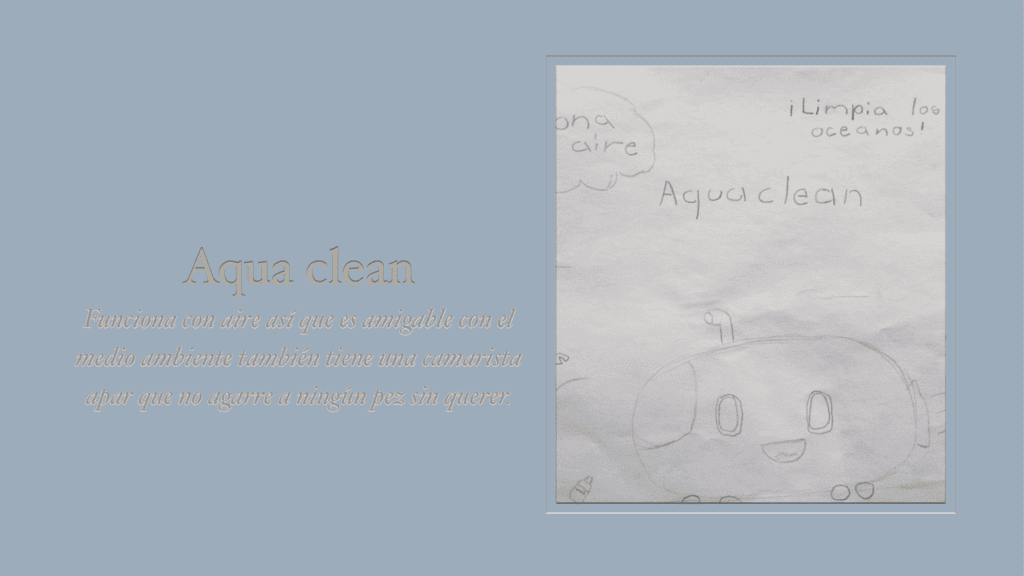 Aqua clean
Funciona con aire así que es amigable con el
medio ambiente también tiene una camarista
apar que no agarre a ningún pez sin querer.
ona
aire
¡Limpia los
oceanos!
Aquaclean